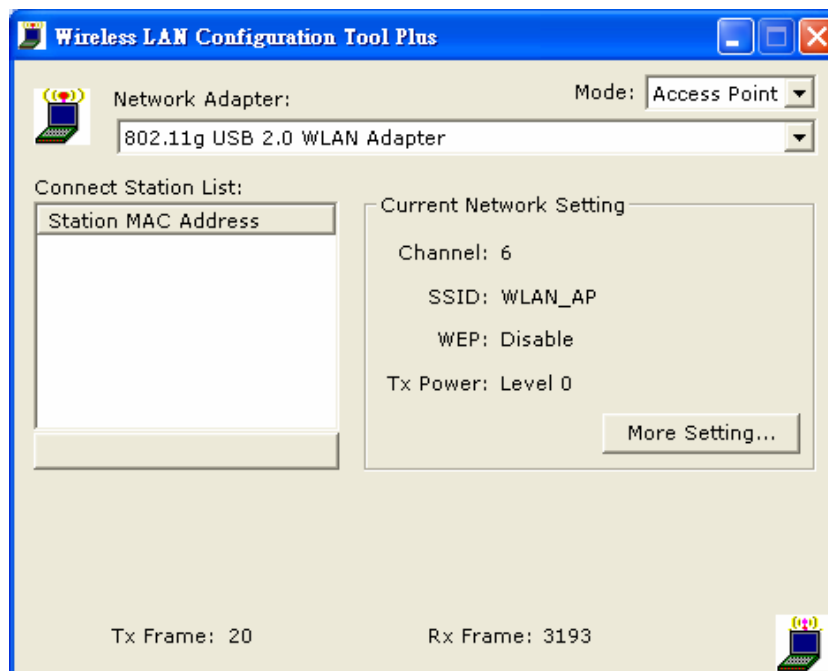 Wireless LAN Configuration Tool Plus
Network Adapter:
Mode: Access Point
802.11g USB 2.0 WLAN Adapter
Connect Station List:
Station MAC Address
Current Network Setting
Channel: 6
SSID: WLAN_AP
WEP: Disable
Tx Power: Level 0
More Setting...
Tx Frame: 20
Rx Frame: 3193